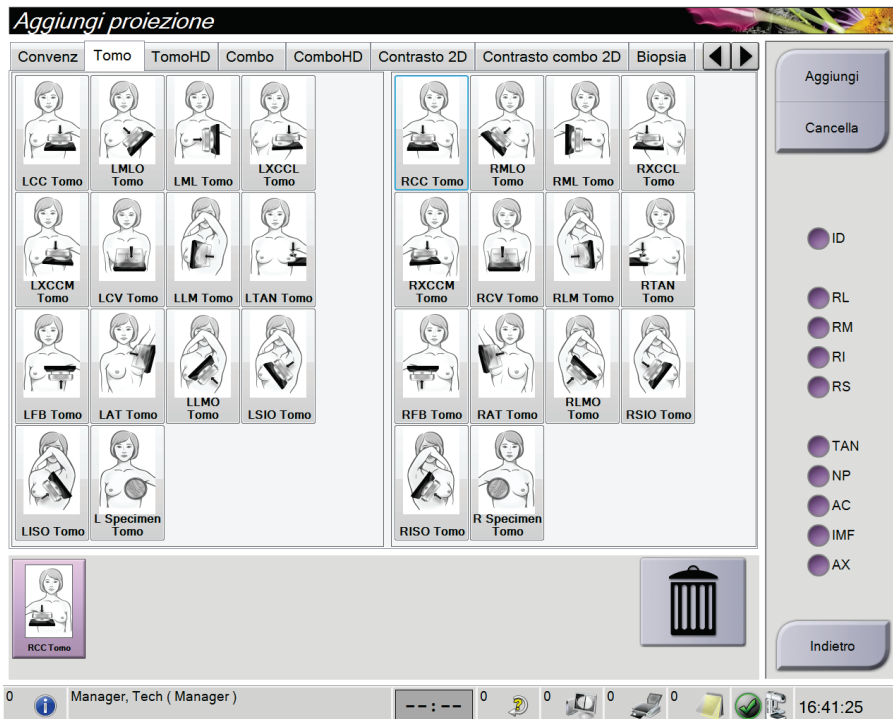 Aggiungi proiezione
Convenz Tomo TomoHD Combo ComboHD Contrasto 2D Contrasto combo 2D Biopsia
LCC Tomo
LMLO
Tomo
LML Tomo
LXCCL
Tomo
RCC Tomo
RMLO
Tomo
RML Tomo
RXCCL
Tomo
LXCCM
Tomo
LCV Tomo
LLM Tomo
LTAN Tomo
RXCCM
Tomo
RCV Tomo
RLM Tomo
RTAN
Tomo
LFB Tomo
LAT Tomo
LLMO
Tomo
LSIO Tomo
RFB Tomo
RAT Tomo
RLMO
Tomo
RSIO Tomo
LISO Tomo
L Specimen
Tomo
RISO Tomo
R Specimen
Tomo
RCC Tomo
Aggiungi
Cancella
ID
RL
RM
RI
RS
TAN
NP
AC
IMF
AX
Indietro
0 Manager, Tech ( Manager ) --:-- 0 0 0 0 16:41:25